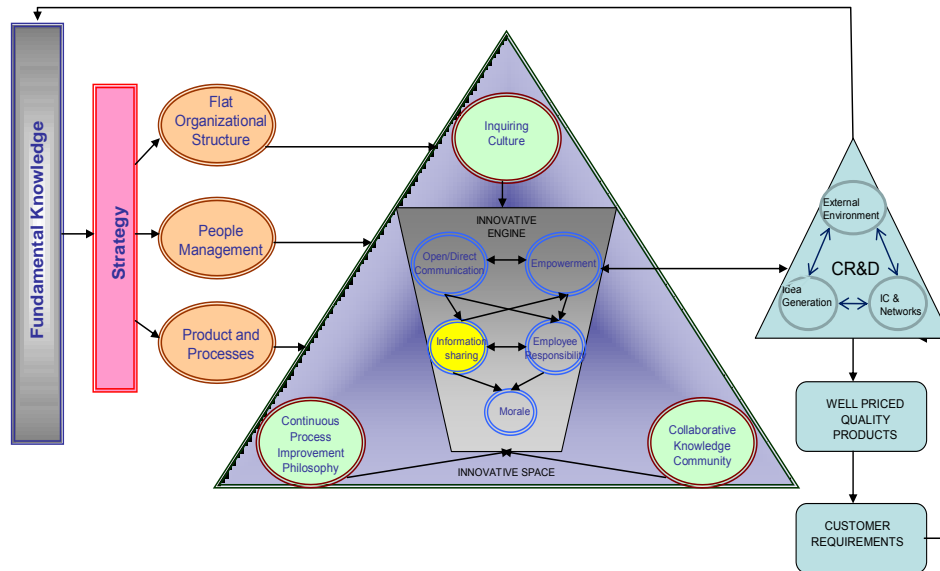 Fundamental Knowledge
Strategy
Flat
Organizational
Structure
People
Management
Product and
Processes
Inquiring
Culture
INNOVATIVE
ENGINE
Open/Direct
Communication
Empowerment
Information
sharing
Employee
Responsibility
Morale
Continuous
Process
Improvement
Philosophy
Collaborative
Knowledge
Community
INNOVATIVE SPACE
External
Environment
CR&D
Idea
Generation
IC &
Networks
WELL PRICED
QUALITY
PRODUCTS
CUSTOMER
REQUIREMENTS